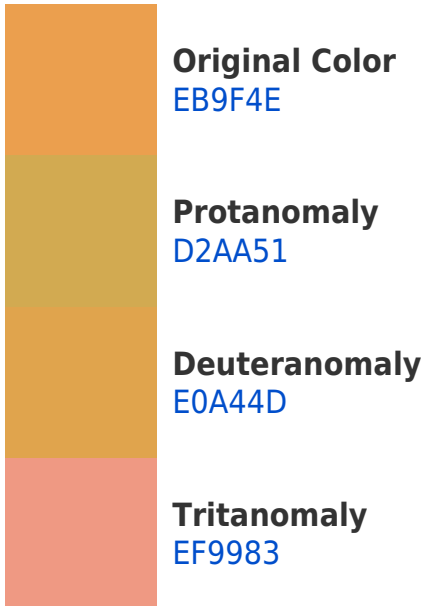 Original Color
EB9F4E
Protanomaly
D2AA51
Deuteranomaly
E0A44D
Tritanomaly
EF9983